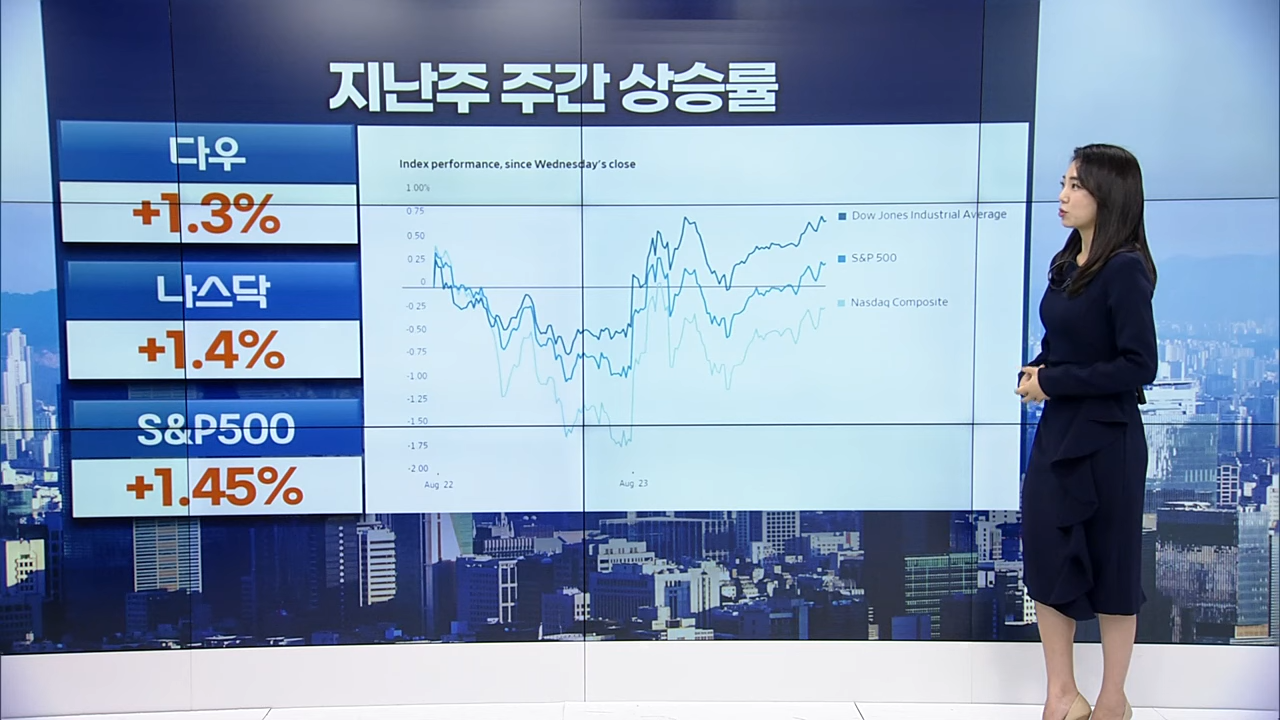 지난주 주간 상승률
다우
+1.3%
나스닥
+1.4%
S&P500
+1.45%
Index performance, since Wednesday's close
1.00%
0.75
0.50
0.25
0
-0.25
-0.50
-0.75
-1.00
-1.25
-1.50
-1.75
-2.00
Aug. 22
Aug. 23
Dow Jones Industrial Average
S&P 500
Nasdaq Composite